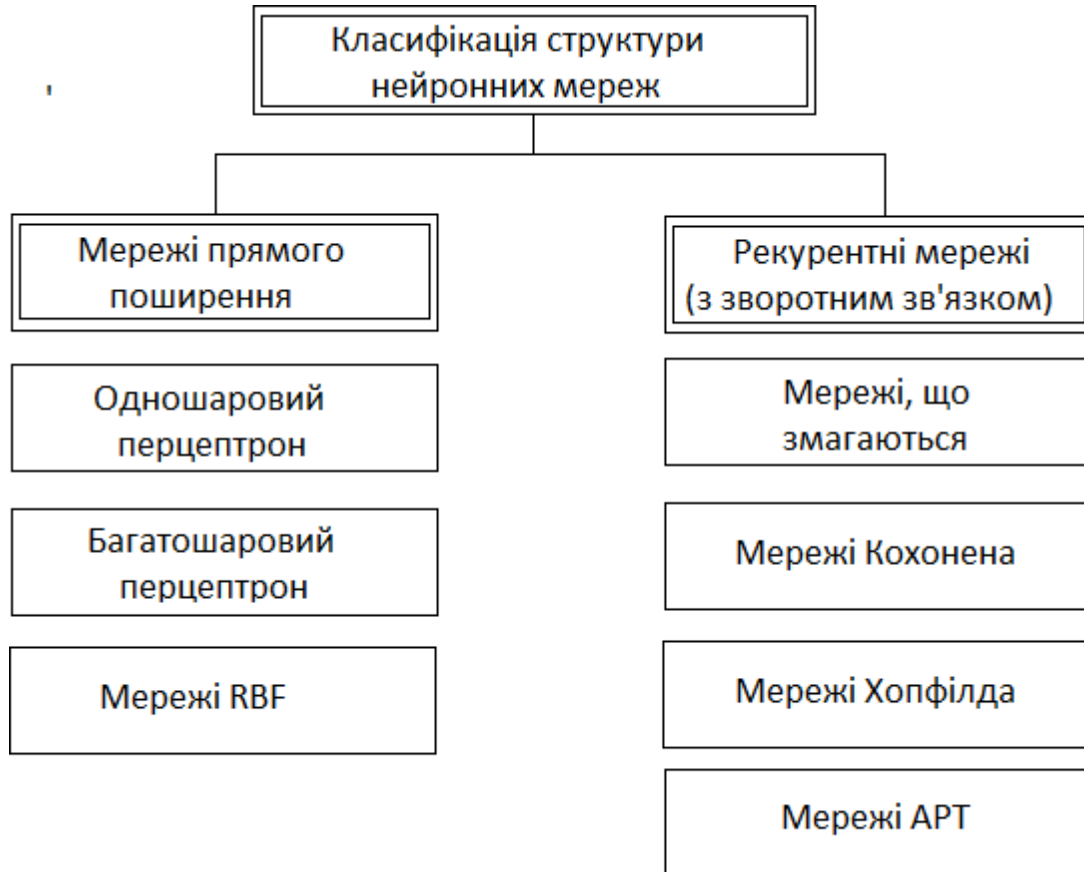 Класифікація структури
нейронних мереж
Мережі прямого
поширення
Одношаровий
перцептрон
Багатошаровий
перцептрон
Мережі RBF
Рекурентні мережі
(з зворотним зв'язком)
Мережі, що
змагаються
Мережі Кохонена
Мережі Хопфілда
Мережі АРТ